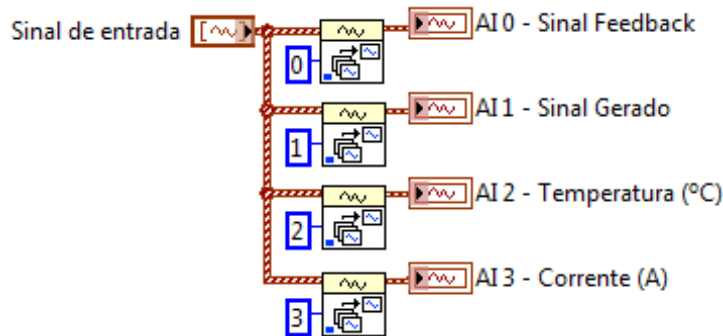 Sinal de entrada
AI 0 - Sinal Feedback
0
AI 1 - Sinal Gerado
1
AI 2 - Temperatura (ºC)
2
AI 3 - Corrente (A)
3